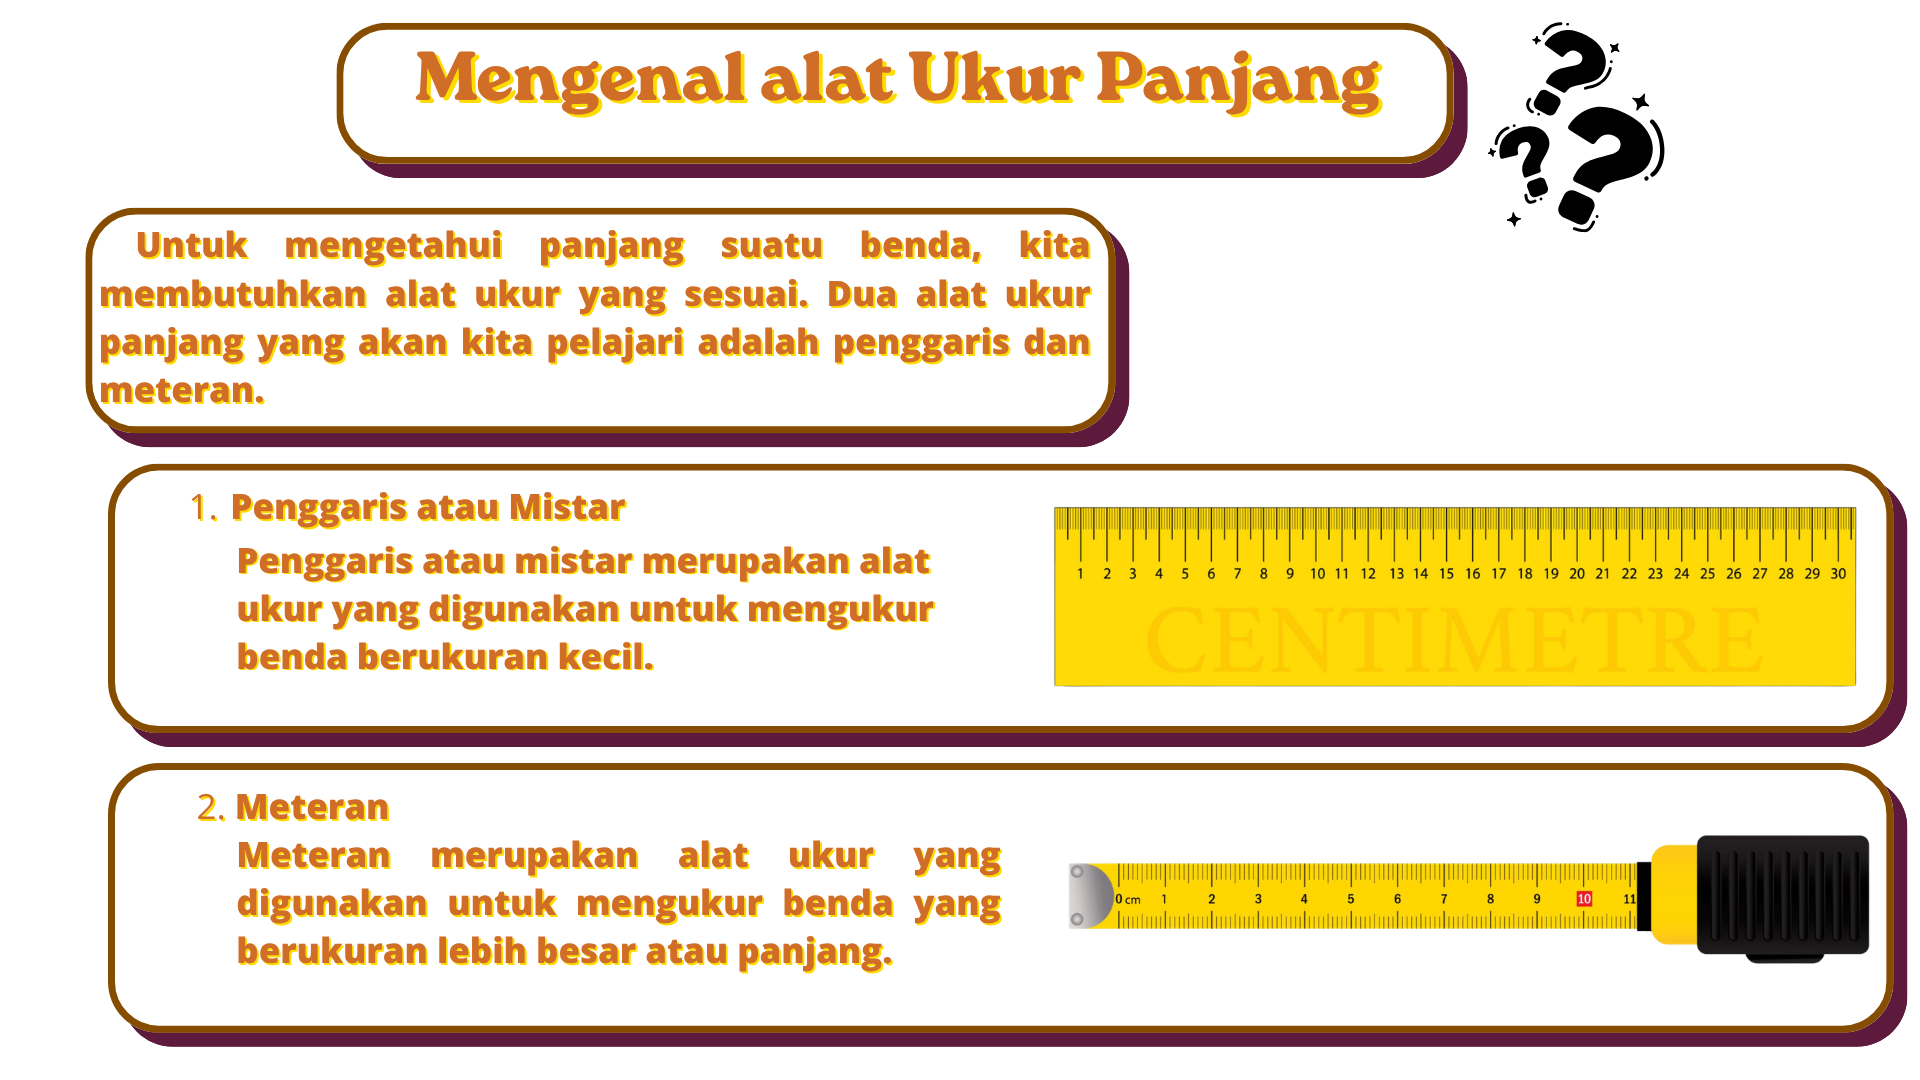 Mengenal alat Ukur Panjang
Untuk mengetahui panjang suatu benda, kita
membutuhkan alat ukur yang sesuai. Dua alat ukur
panjang yang akan kita pelajari adalah penggaris dan
meteran.
1. Penggaris atau Mistar
Penggaris atau mistar merupakan alat
ukur yang digunakan untuk mengukur
benda berukuran kecil.
1 2 3 4 5 6 7 8 9 10 11 12 13 14 15 16 17 18 19 20 21 22 23 24 25 26 27 28 29 30
CENTIMETRE
2. Meteran
Meteran merupakan alat ukur yang
digunakan untuk mengukur benda yang
berukuran lebih besar atau panjang.
0 cm 1 2 3 4 5 6 7 8 9 10 11